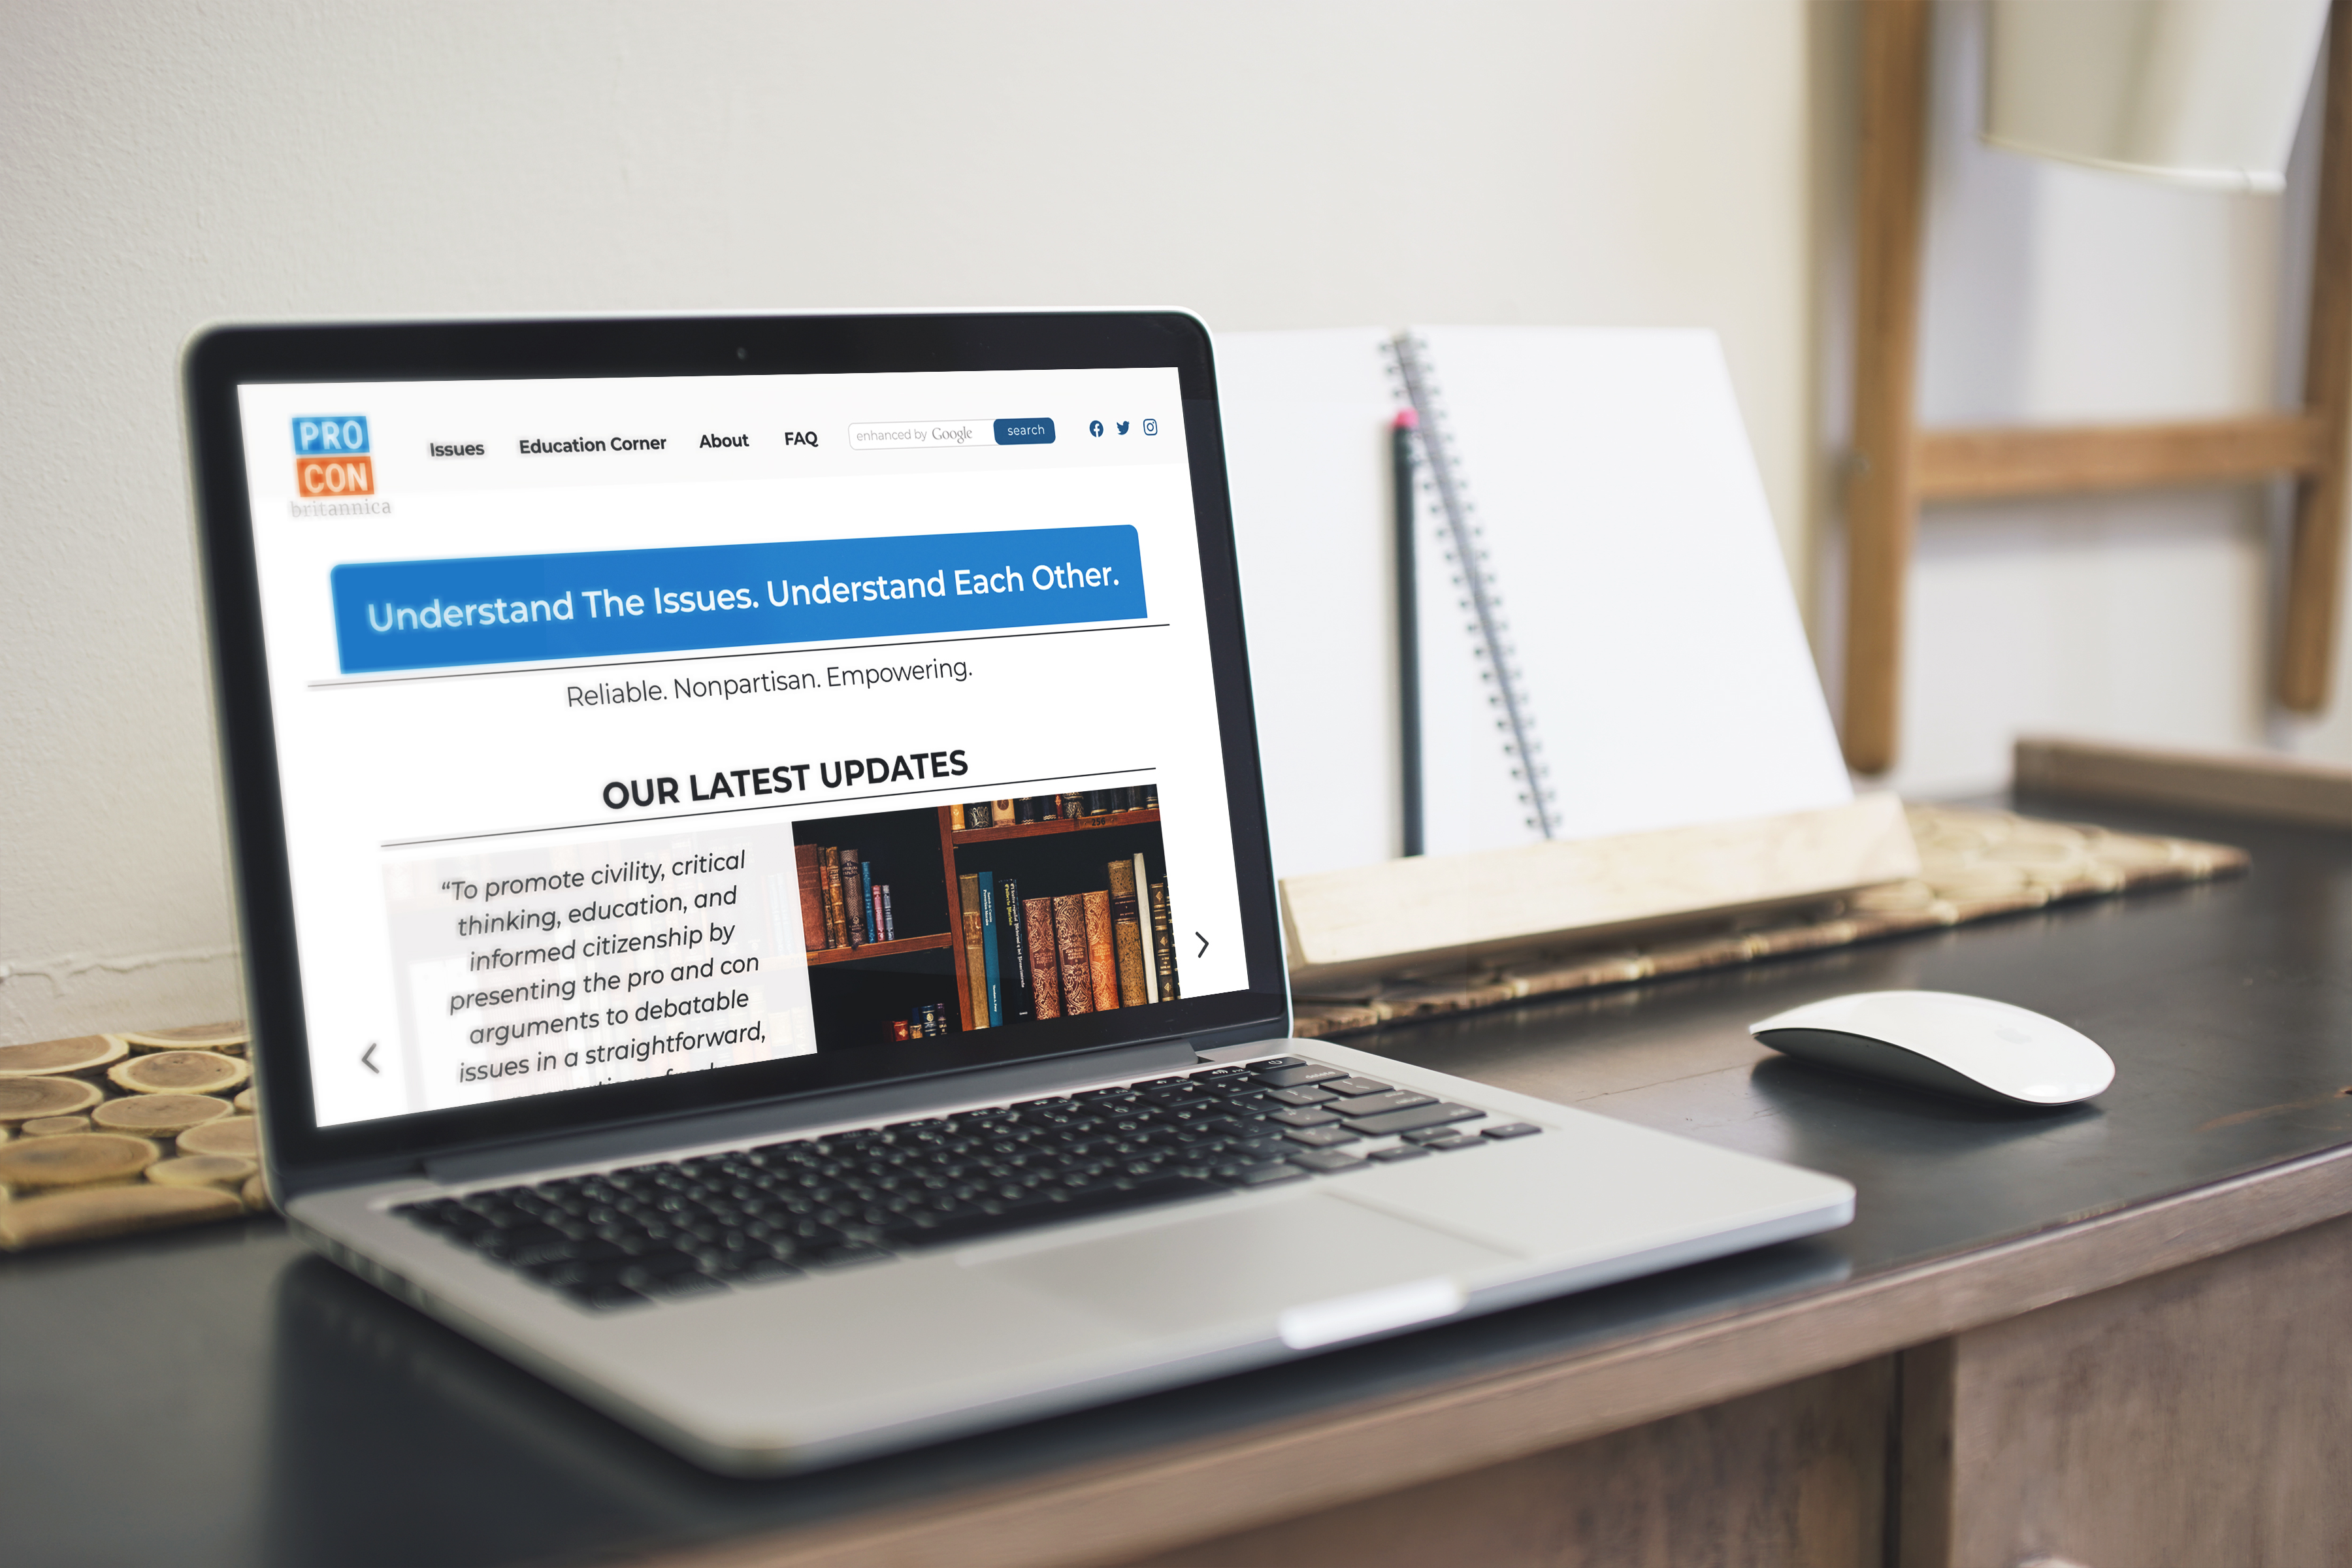 PRO
CON
britannica
Issues Education Corner About FAQ enhanced by Google search
Understand The Issues. Understand Each Other.
Reliable. Nonpartisan. Empowering.
OUR LATEST UPDATES
“To promote civility, critical
thinking, education, and
informed citizenship by
presenting the pro and con
arguments to debatable
issues in a straightforward,
256